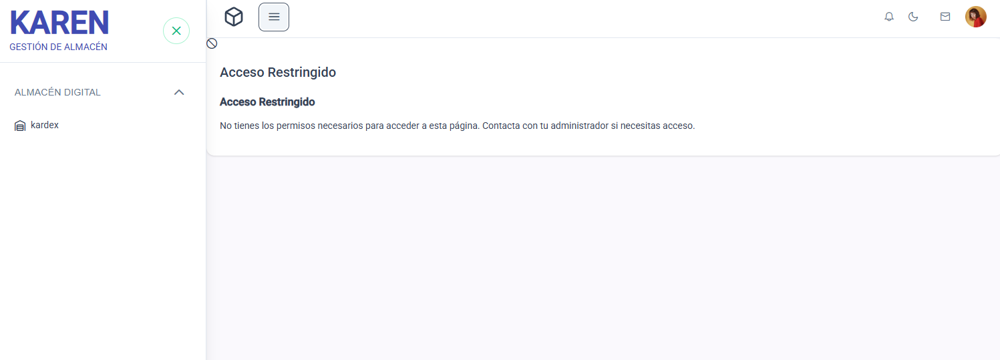 KAREN
GESTIÓN DE ALMACÉN
ALMACÉN DIGITAL
kardex
Acceso Restringido
Acceso Restringido
No tienes los permisos necesarios para acceder a esta página. Contacta con tu administrador si necesitas acceso.